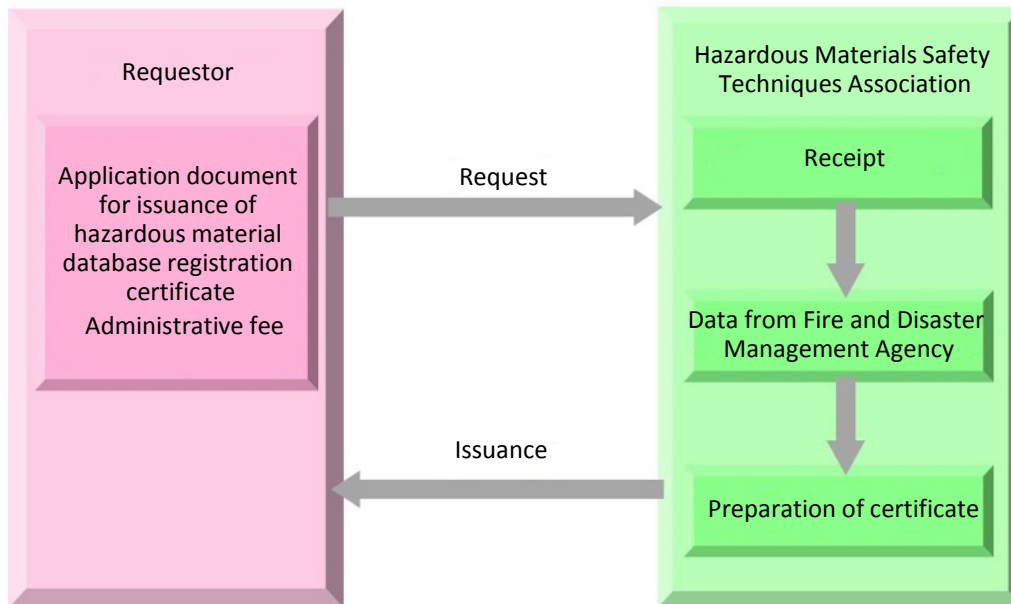 Requestor
Application document
for issuance of
hazardous material
database registration
certificate
Administrative fee
Request
Issuance
Hazardous Materials Safety
Techniques Association
Receipt
Data from Fire and Disaster
Management Agency
Preparation of certificate